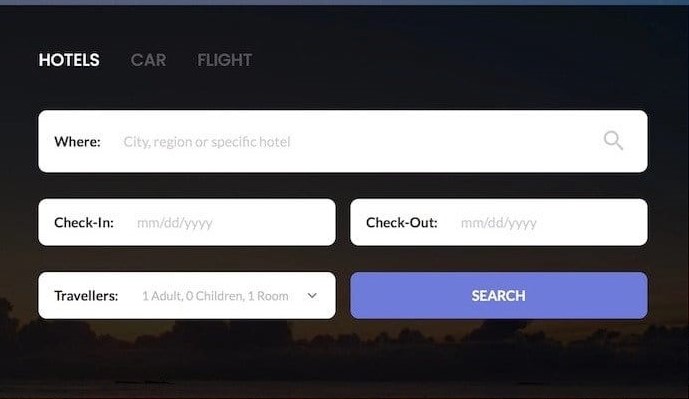 HOTELS CAR FLIGHT
Where: City, region or specific hotel
Check-In: mm/dd/yyyy Check-Out: mm/dd/yyyy
Travellers: 1 Adult, 0 Children, 1 Room SEARCH